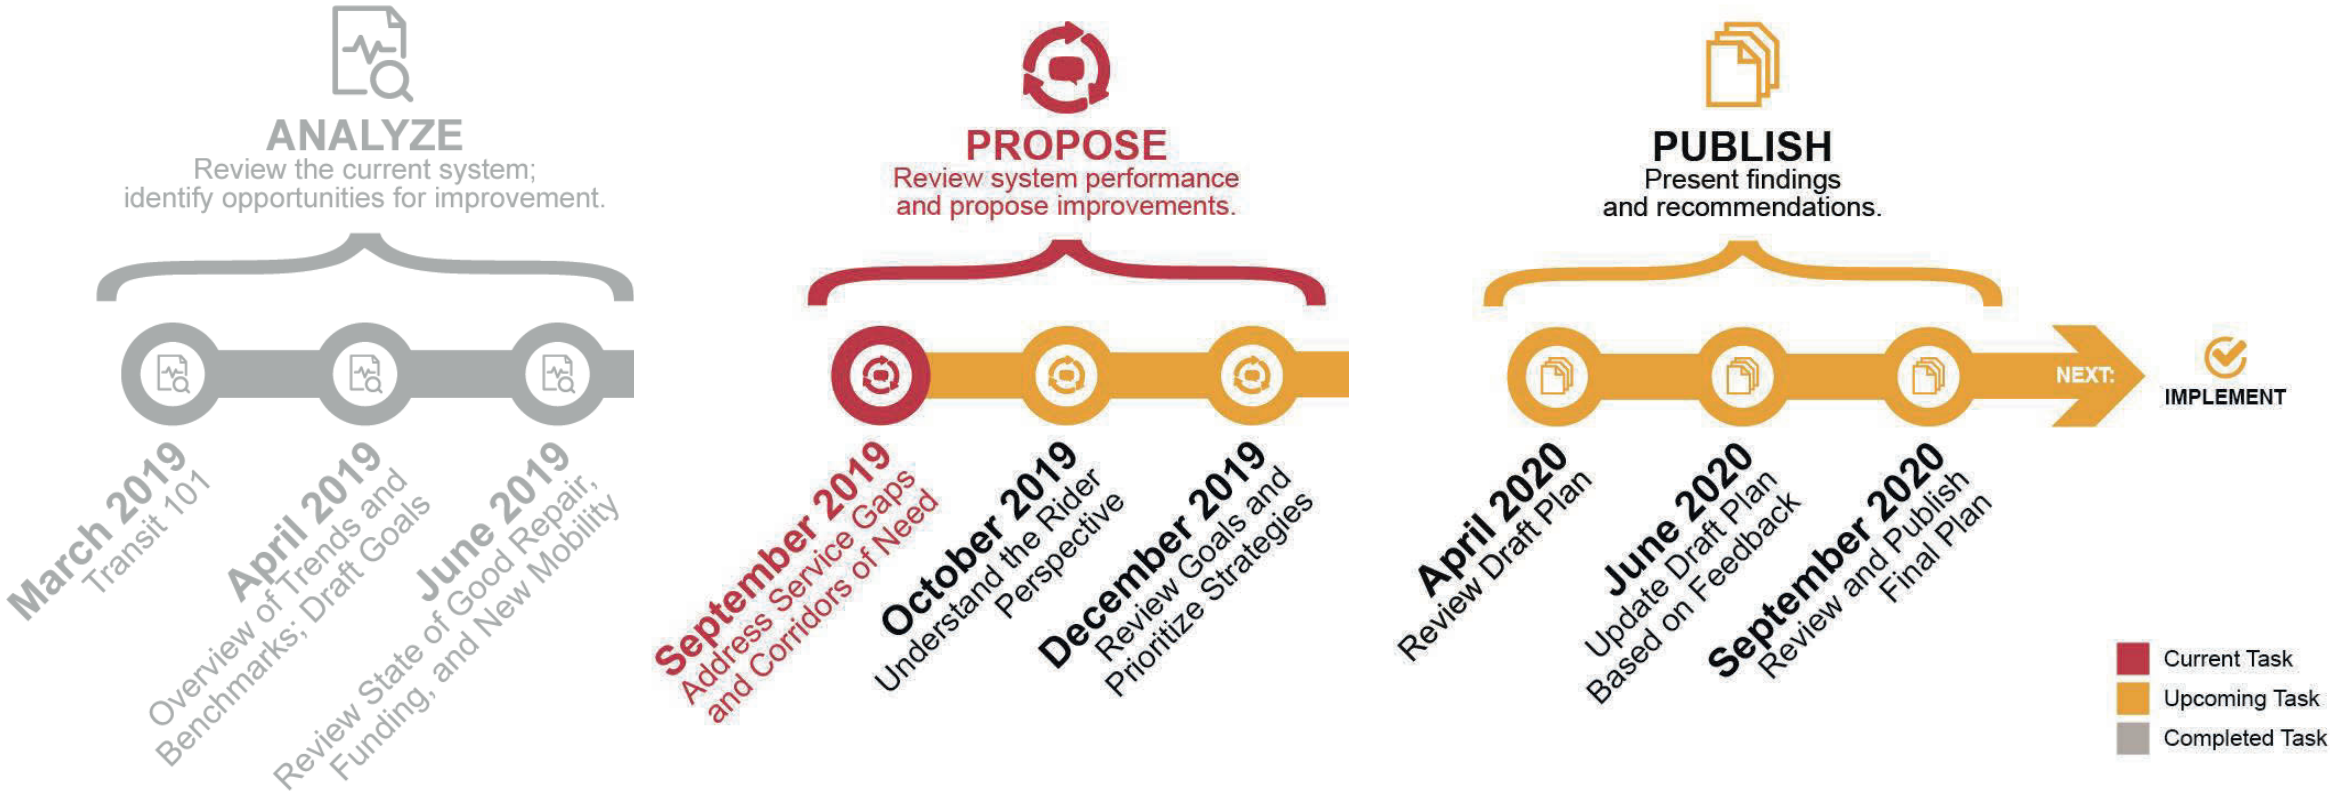 ANALYZE
Review the current system;
identify opportunities for improvement.
March 2019
Transit 101
April 2019
Overview of Trends and
Benchmarks; Draft Goals
June 2019
Review State of Good Repair,
Funding, and New Mobility
PROPOSE
Review system performance
and propose improvements.
September 2019
Address Service Gaps
and Corridors of Need
October 2019
Understand the Rider
Perspective
December 2019
Review Goals and
Prioritize Strategies
PUBLISH
Present findings
and recommendations.
April 2020
Review Draft Plan
June 2020
Update Draft Plan
Based on Feedback
September 2020
Review and Publish
Final Plan
NEXT:
IMPLEMENT
Current Task
Upcoming Task
Completed Task